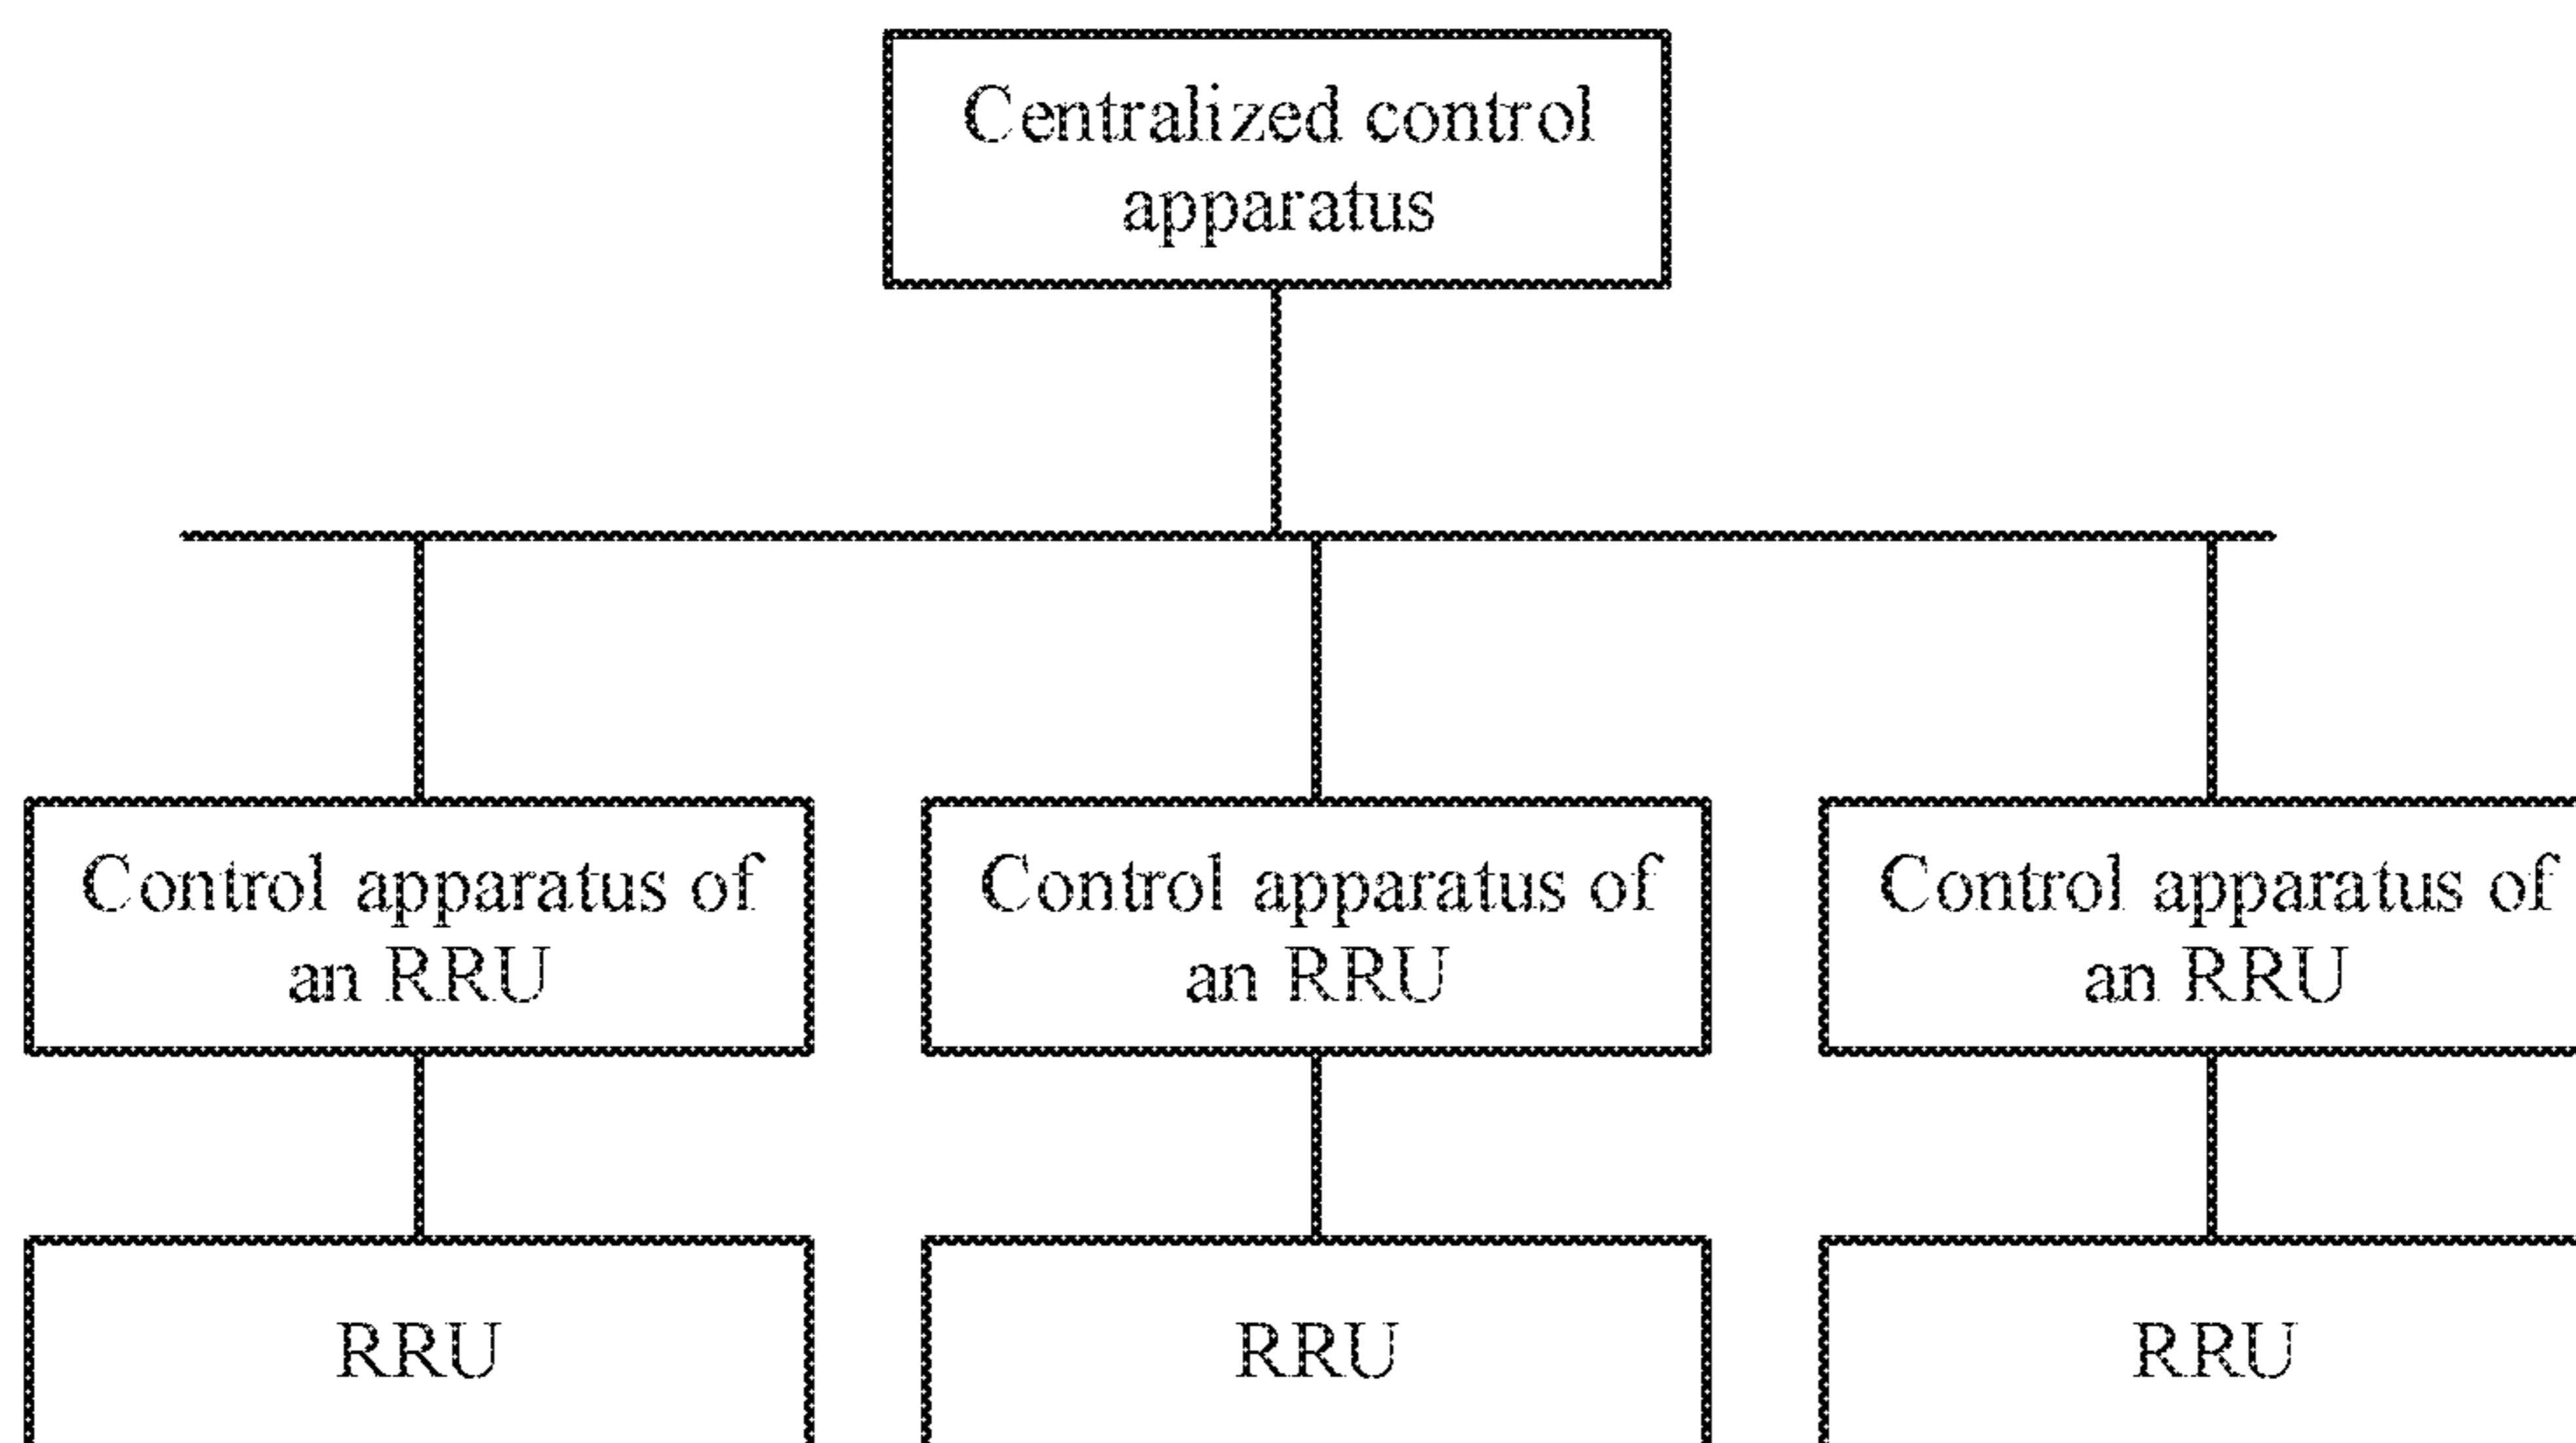 Centralized control
apparatus
Control apparatus of
an RRU
Control apparatus of
an RRU
Control apparatus of
an RRU
RRU
RRU
RRU